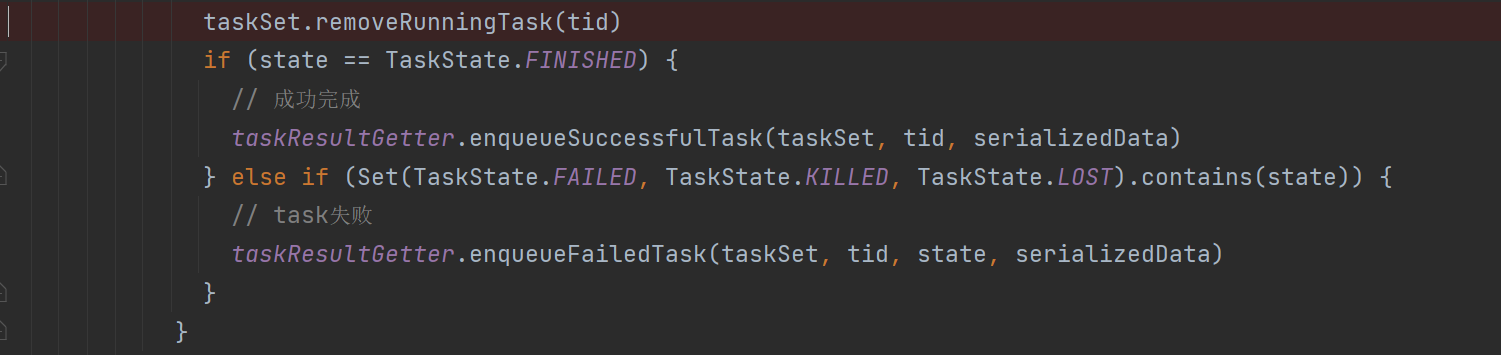 taskSet.removeRunningTask(tid)
if (state == TaskState.FINISHED) {
// 成功完成
taskResultGetter.enqueueSuccessfulTask(taskSet, tid, serializedData)
} else if (Set(TaskState.FAILED, TaskState.KILLED, TaskState.LOST).contains(state)) {
// task失败
taskResultGetter.enqueueFailedTask(taskSet, tid, state, serializedData)
}
}